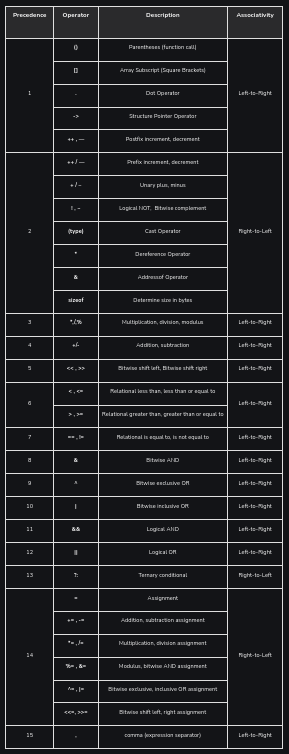 Precedence Operator Description Associativity
1 () Parentheses (function call) Left-to-Right
[] Array Subscript (Square Brackets)
. Dot Operator
-> Structure Pointer Operator
++ , — Postfix increment, decrement
2 ++ / — Prefix increment, decrement Right-to-Left
+ / – Unary plus, minus
! , ~ Logical NOT, Bitwise complement
(type) Cast Operator
* Dereference Operator
& Addressof Operator
sizeof Determine size in bytes
3 *,/,% Multiplication, division, modulus Left-to-Right
4 +/- Addition, subtraction Left-to-Right
5 << , >> Bitwise shift left, Bitwise shift right Left-to-Right
6 < , <= Relational less than, less than or equal to Left-to-Right
> , >= Relational greater than, greater than or equal to
7 == , != Relational is equal to, is not equal to Left-to-Right
8 & Bitwise AND Left-to-Right
9 ^ Bitwise exclusive OR Left-to-Right
10 | Bitwise inclusive OR Left-to-Right
11 && Logical AND Left-to-Right
12 || Logical OR Left-to-Right
13 ?: Ternary conditional Right-to-Left
14 = Assignment Right-to-Left
+= , -= Addition, subtraction assignment
*= , /= Multiplication, division assignment
%= , &= Modulus, bitwise AND assignment
^= , |= Bitwise exclusive, inclusive OR assignment
<<=, >>= Bitwise shift left, right assignment
15 , comma (expression separator) Left-to-Right